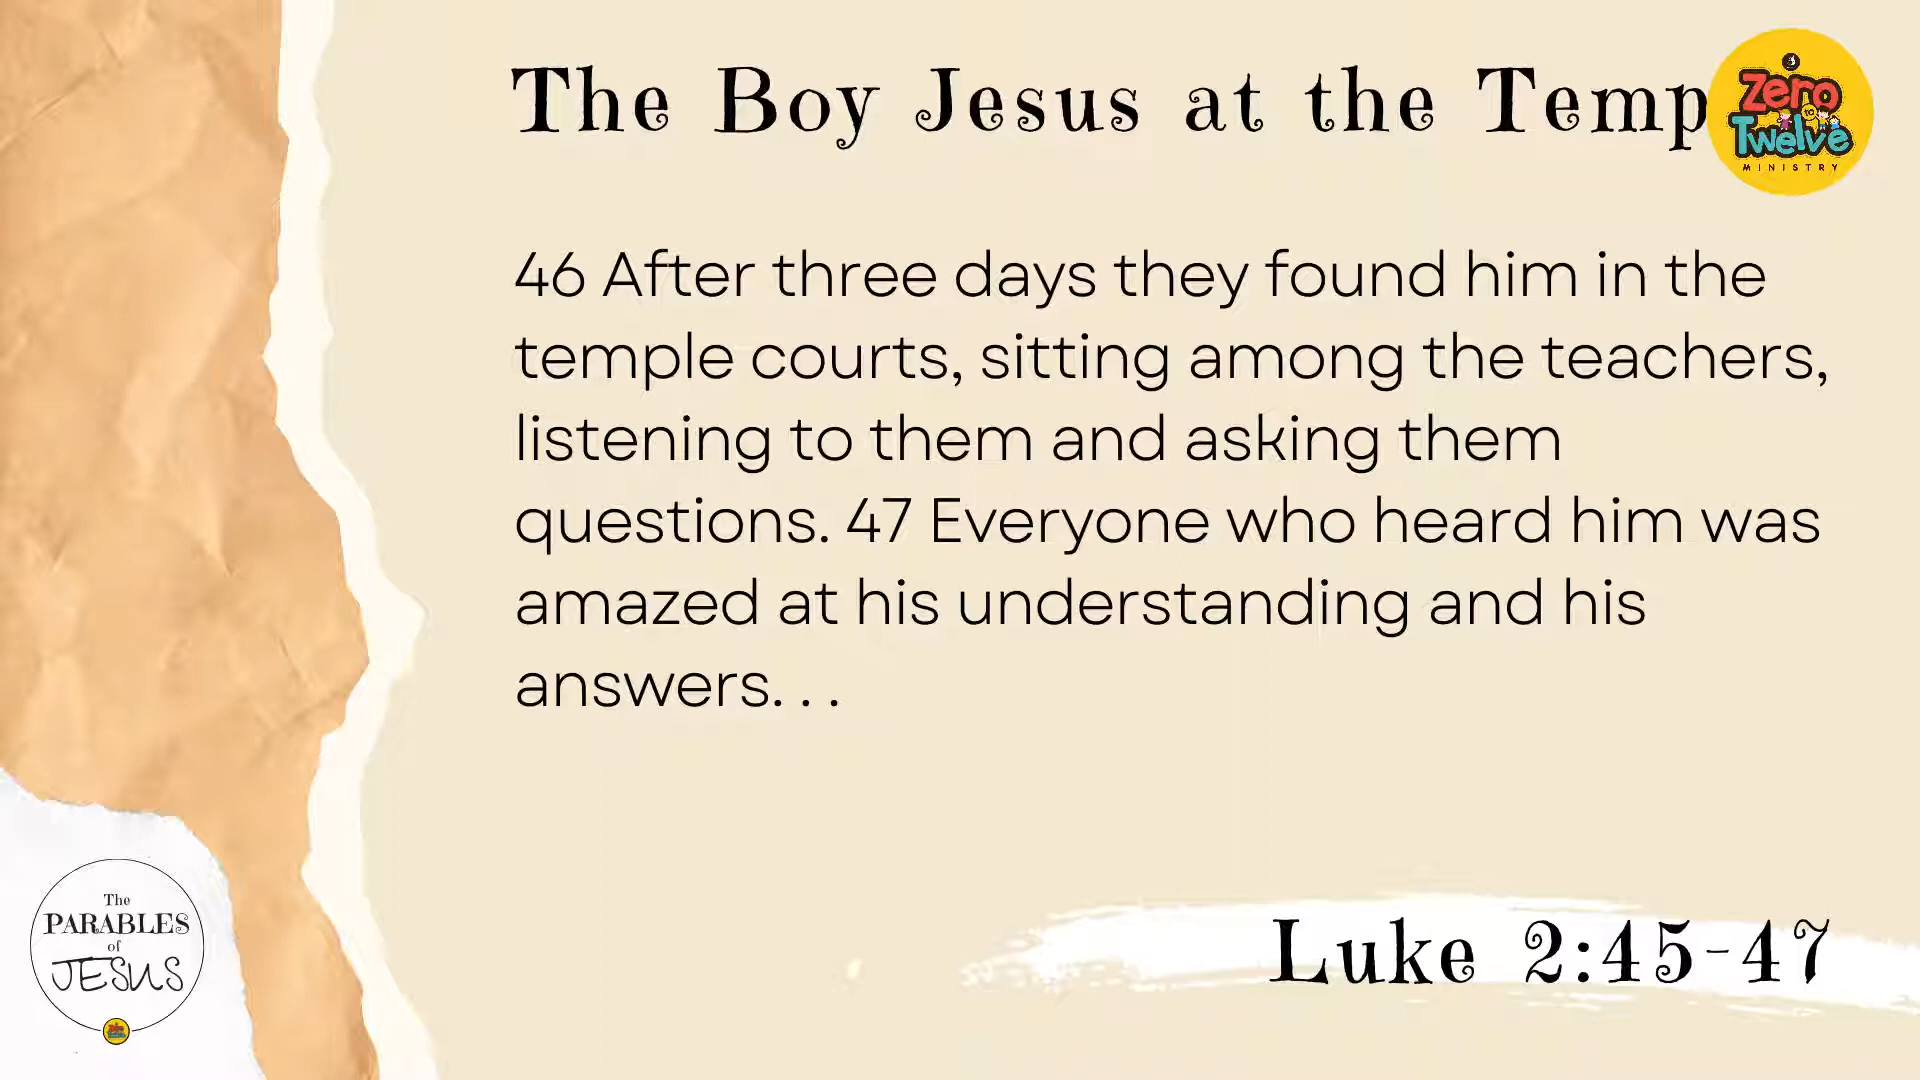 The Boy Jesus at the Temp
Zero
to
Twelve
MINISTRY
46 After three days they found him in the
temple courts, sitting among the teachers,
listening to them and asking them
questions. 47 Everyone who heard him was
amazed at his understanding and his
answers. . .
The
PARABLES
of
JESUS
Luke 2:45-47